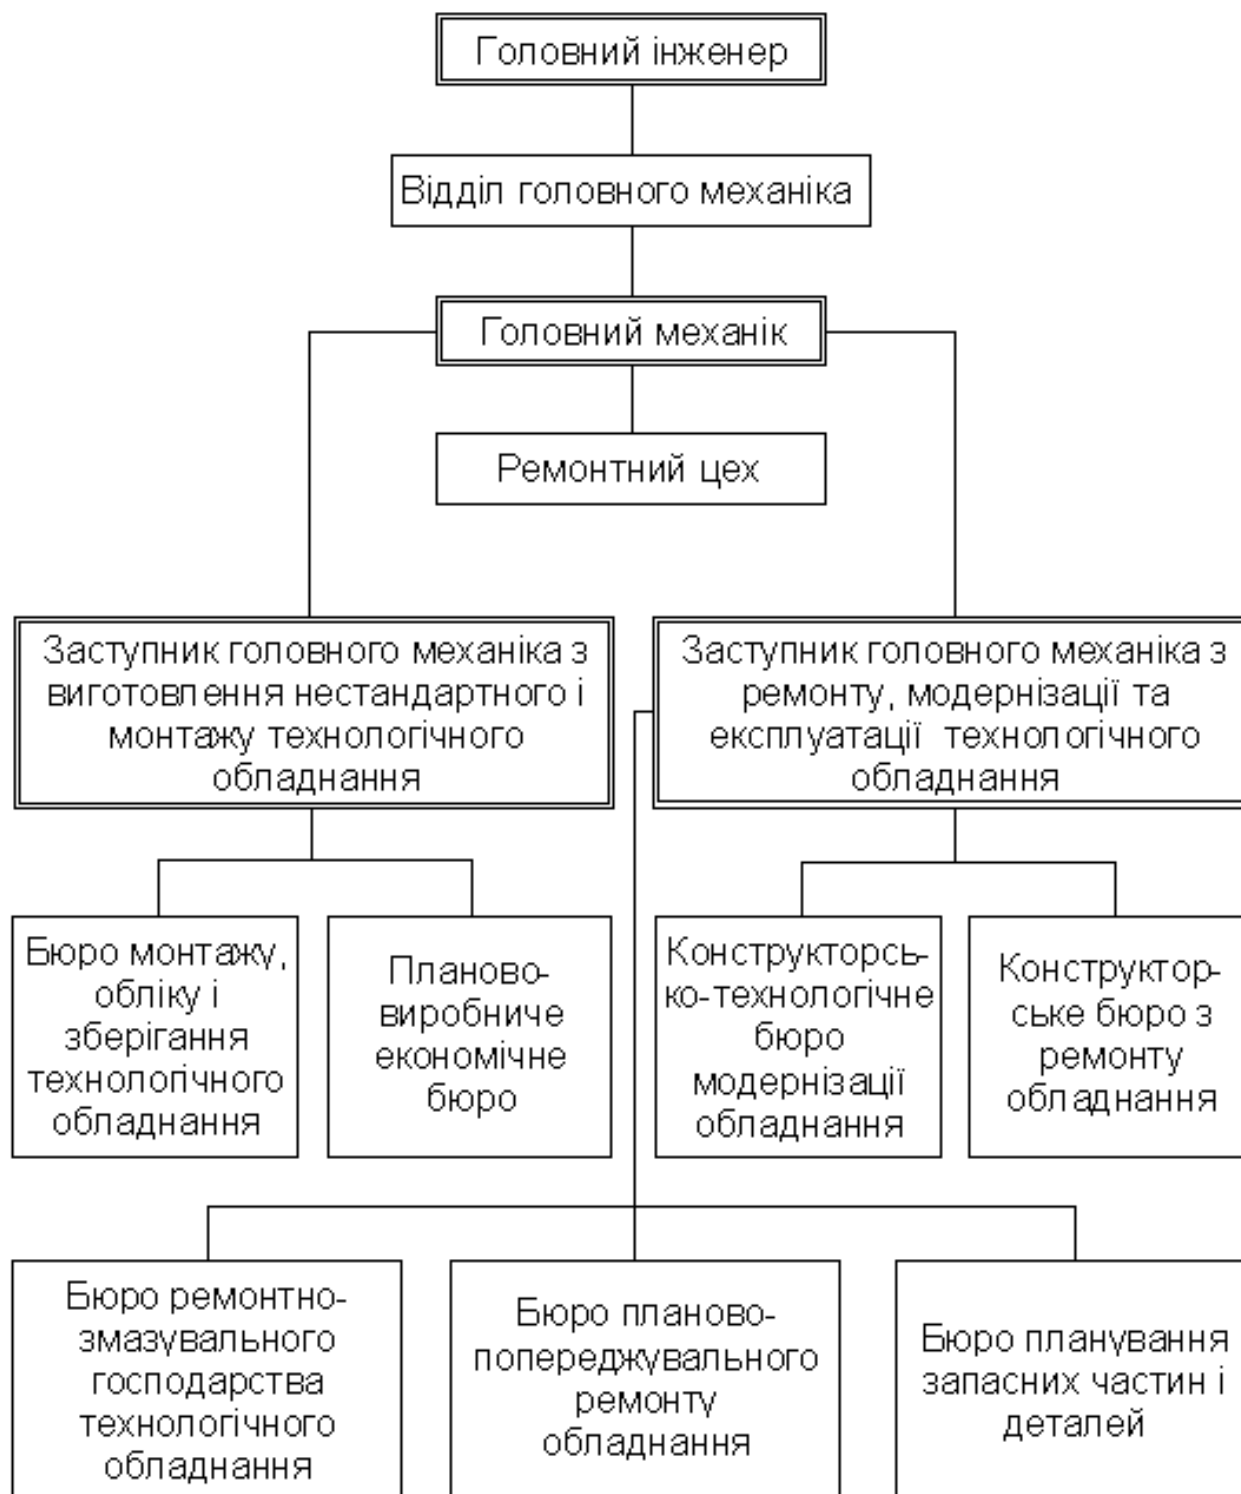 Головний інженер
Відділ головного механіка
Головний механік
Ремонтний цех
Заступник головного механіка з
виготовлення нестандартного і
монтажу технологічного
обладнання
Заступник головного механіка з
ремонту, модернізації та
експлуатації технологічного
обладнання
Бюро монтажу,
обліку і
зберігання
технологічного
обладнання
Планово-
виробниче
економічне
бюро
Конструкторсь-
ко-технологічне
бюро
модернізації
обладнання
Конструктор-
ське бюро з
ремонту
обладнання
Бюро ремонтно-
змазувального
господарства
технологічного
обладнання
Бюро планово-
попереджувального
ремонту
обладнання
Бюро планування
запасних частин і
деталей